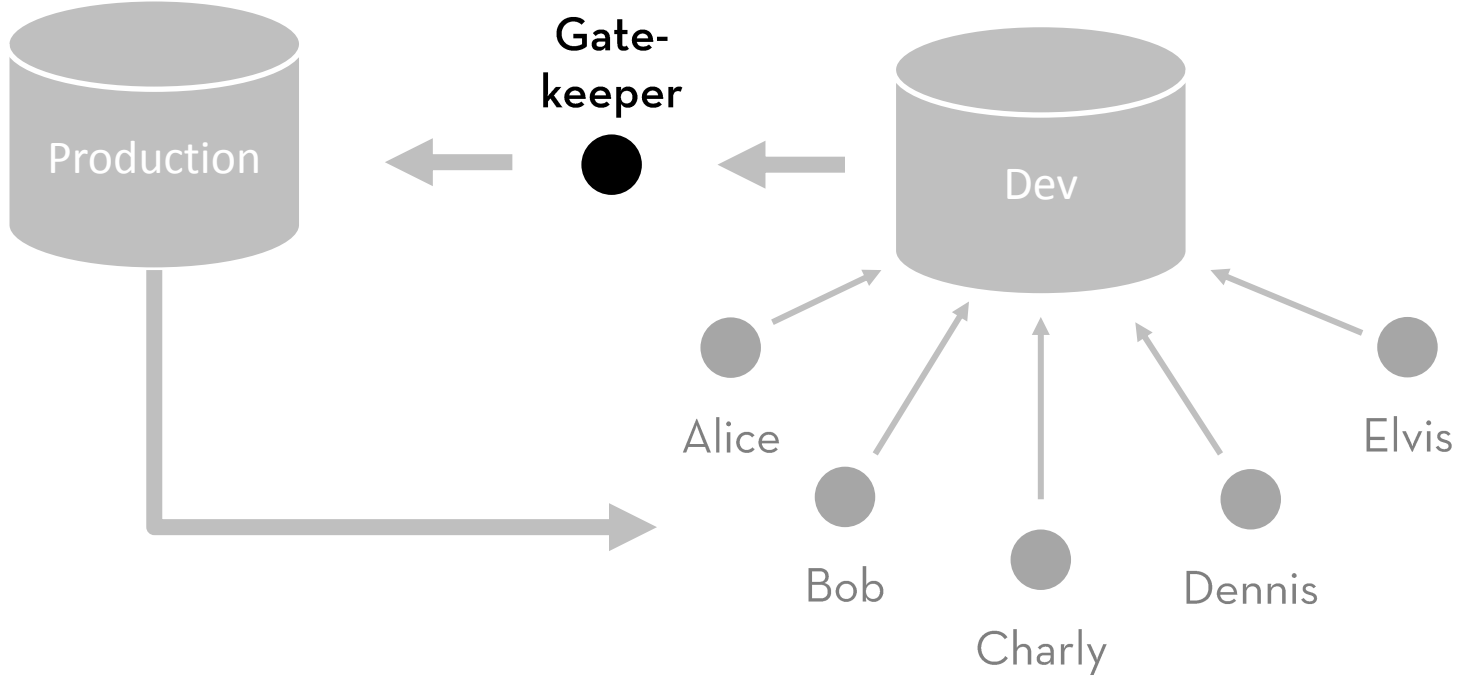 Gate-
keeper
Production
Dev
Alice
Elvis
Bob
Dennis
Charly